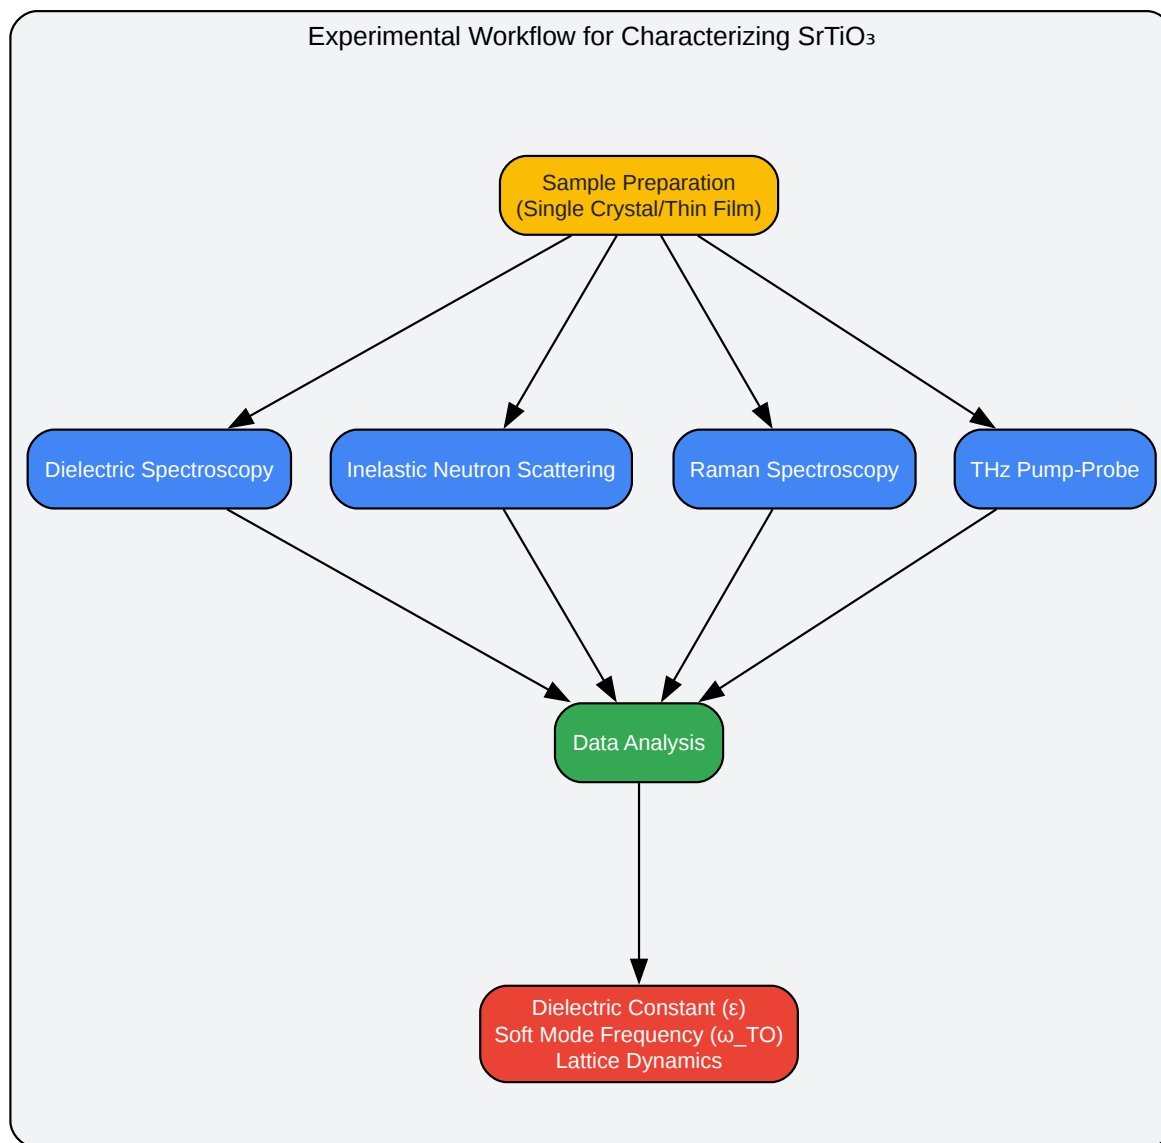 Experimental Workflow for Characterizing SrTiO₃
Sample Preparation
(Single Crystal/Thin Film)
Dielectric Spectroscopy
Inelastic Neutron Scattering
Raman Spectroscopy
THz Pump-Probe
Data Analysis
Dielectric Constant (ε)
Soft Mode Frequency (ω_TO)
Lattice Dynamics